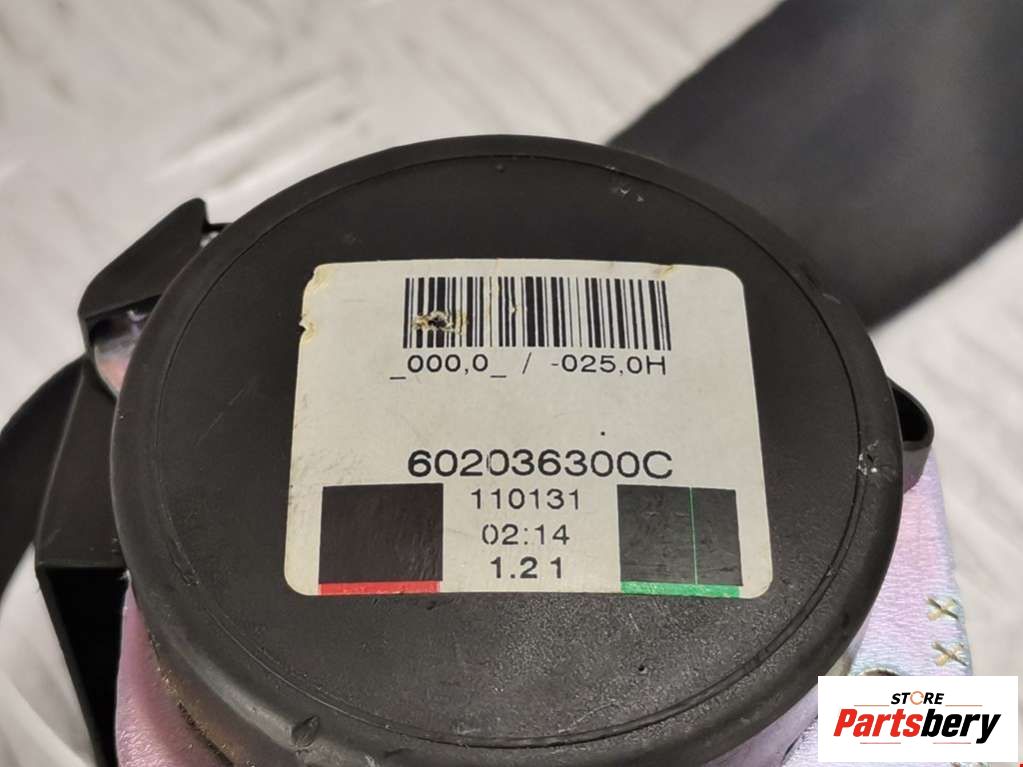 _000,0_ / -025,0H
602036300C
110131
02:14
1.2 1
STORE
Partsbery